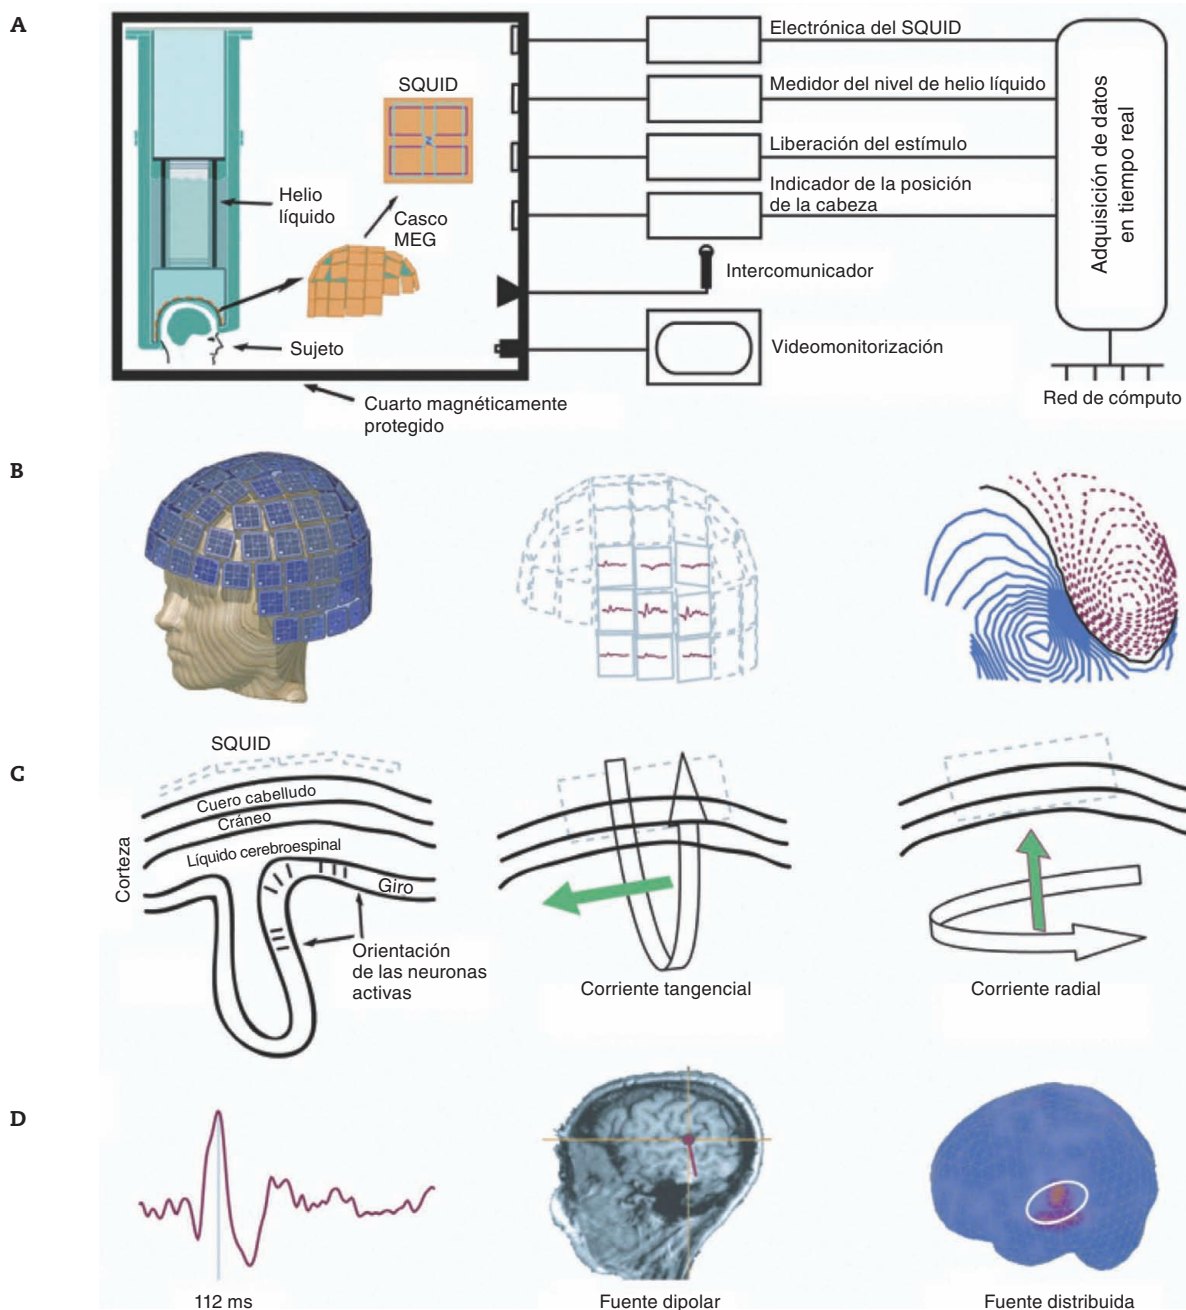 A
SQUID
Helio
líquido
Casco
MEG
Sujeto
Cuarto magnéticamente
protegido
Electrónica del SQUID
Medidor del nivel de helio líquido
Liberación del estímulo
Indicador de la posición
de la cabeza
Intercomunicador
Videomonitorización
Adquisición de datos
en tiempo real
Red de cómputo
B
C
SQUID
Cuero cabelludo
Cráneo
Líquido cerebroespinal
Corteza
Giro
Orientación
de las neuronas
activas
Corriente tangencial
Corriente radial
D
112 ms
Fuente dipolar
Fuente distribuida